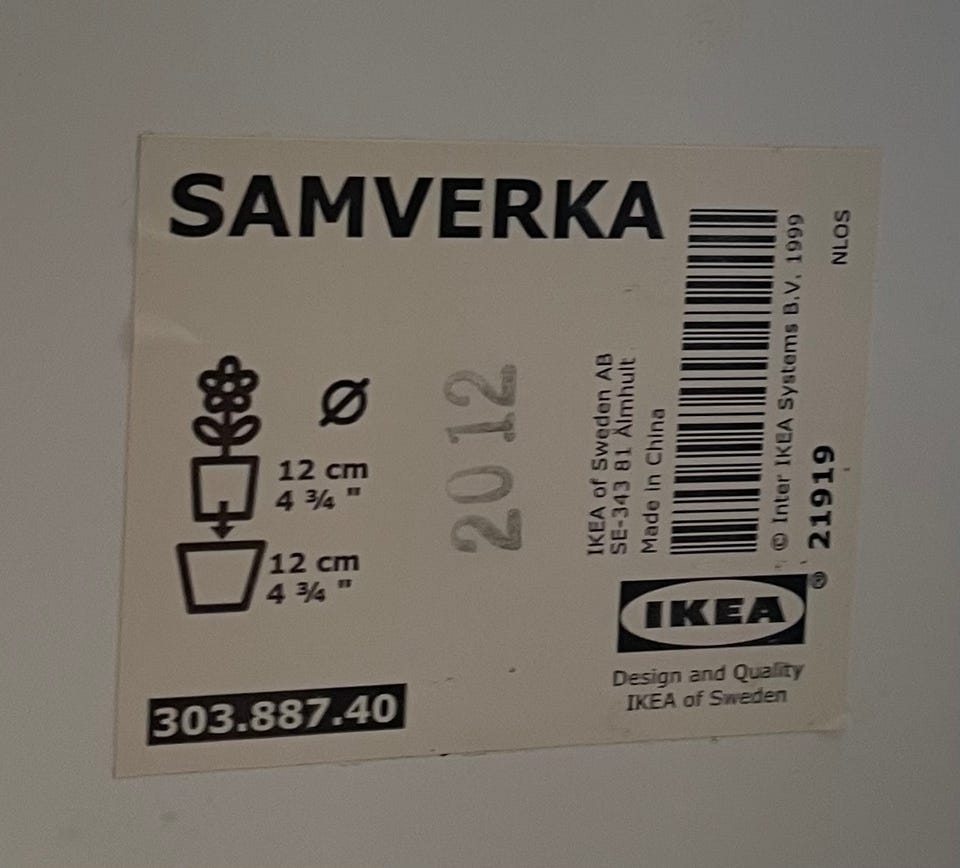 SAMVERKA
Ø
12 cm
4 ¾ "
12 cm
4 ¾ "
303.887.40
2012
IKEA of Sweden AB
SE-343 81 Älmhult
Made in China
© Inter IKEA Systems B.V. 1999
21919
NLOS
IKEA®
Design and Quality
IKEA of Sweden